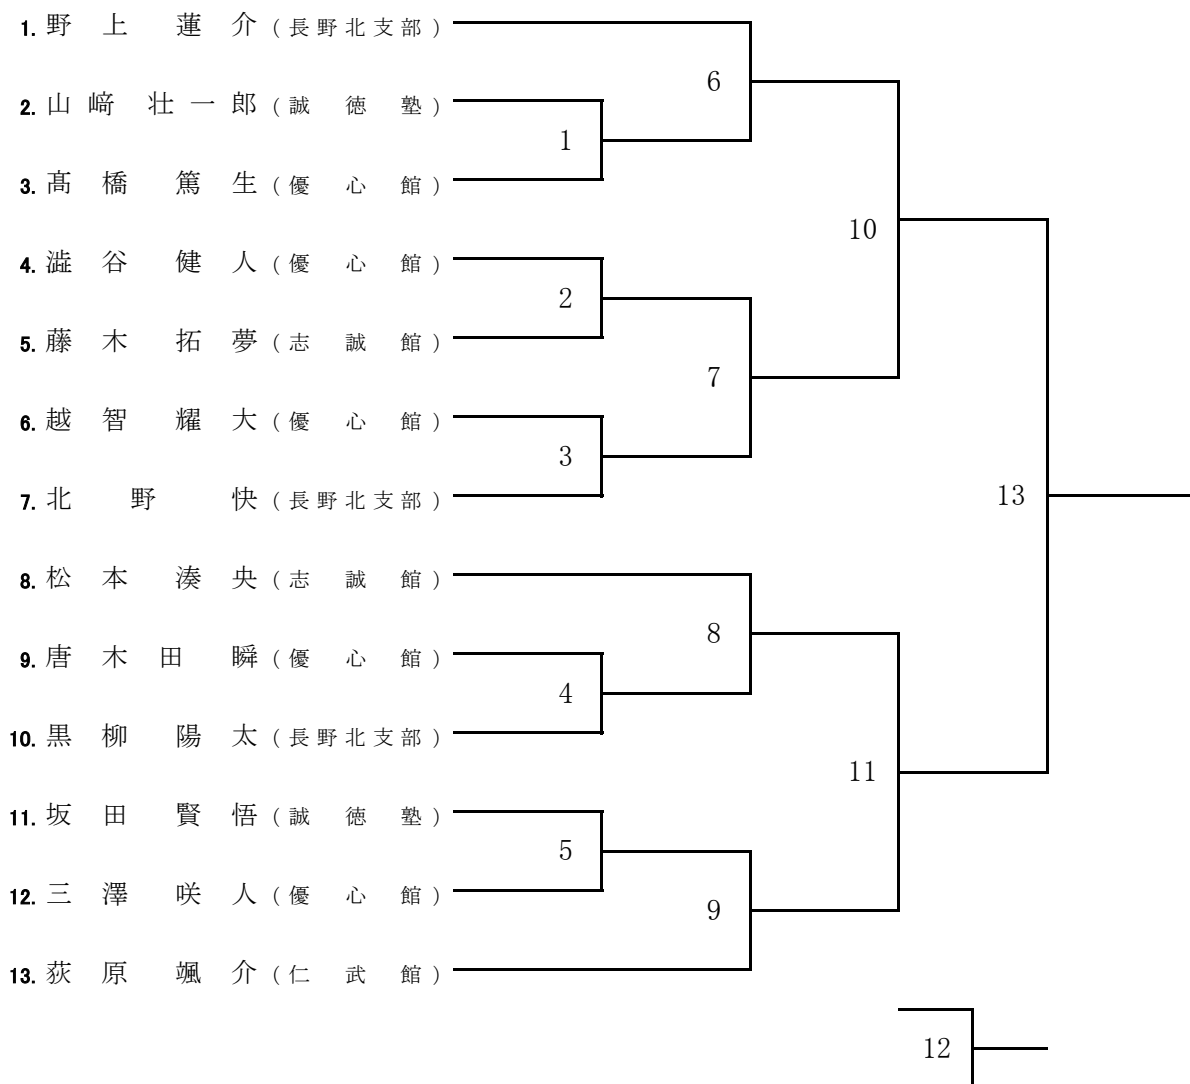 1. 野上 蓮介 (長野北支部)
6
2. 山﨑 壮一郎 (誠徳塾)
1
3. 髙橋 篤生 (優心館)
10
4. 澁谷 健人 (優心館)
2
5. 藤木 拓夢 (志誠館)
7
6. 越智 耀大 (優心館)
3
7. 北野 快 (長野北支部)
13
8. 松本 湊央 (志誠館)
8
9. 唐木田 瞬 (優心館)
4
10. 黒柳 陽太 (長野北支部)
11
11. 坂田 賢悟 (誠徳塾)
5
12. 三澤 咲人 (優心館)
9
13. 荻原 颯介 (仁武館)
12